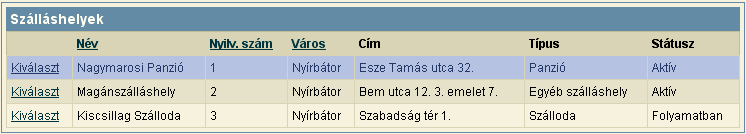 Szálláshelyek
Név Nyilv. szám Város Cím Típus Státusz
Kiválaszt Nagymarosi Panzió 1 Nyírbátor Esze Tamás utca 32. Panzió Aktív
Kiválaszt Magánszálláshely 2 Nyírbátor Bem utca 12. 3. emelet 7. Egyéb szálláshely Aktív
Kiválaszt Kiscsillag Szálloda 3 Nyírbátor Szabadság tér 1. Szálloda Folyamatban